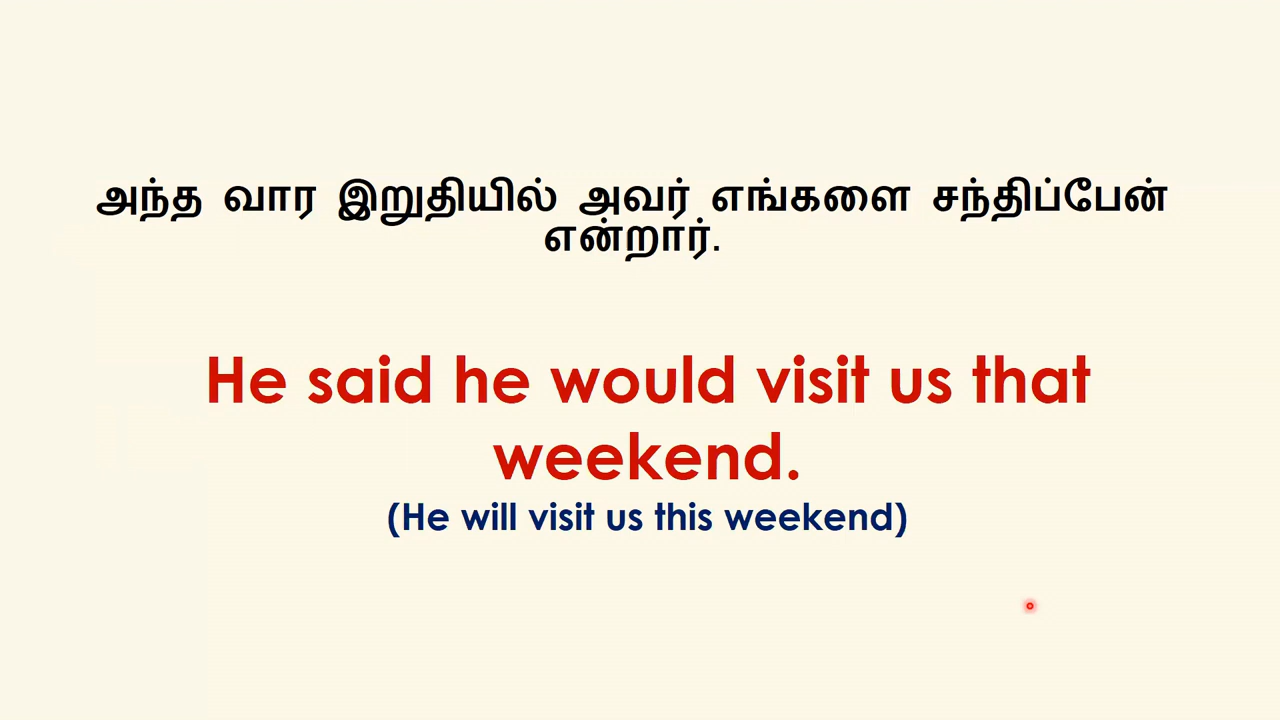 அந்த வார இறுதியில் அவர் எங்களை சந்திப்பேன்
என்றார்.
He said he would visit us that
weekend.
(He will visit us this weekend)